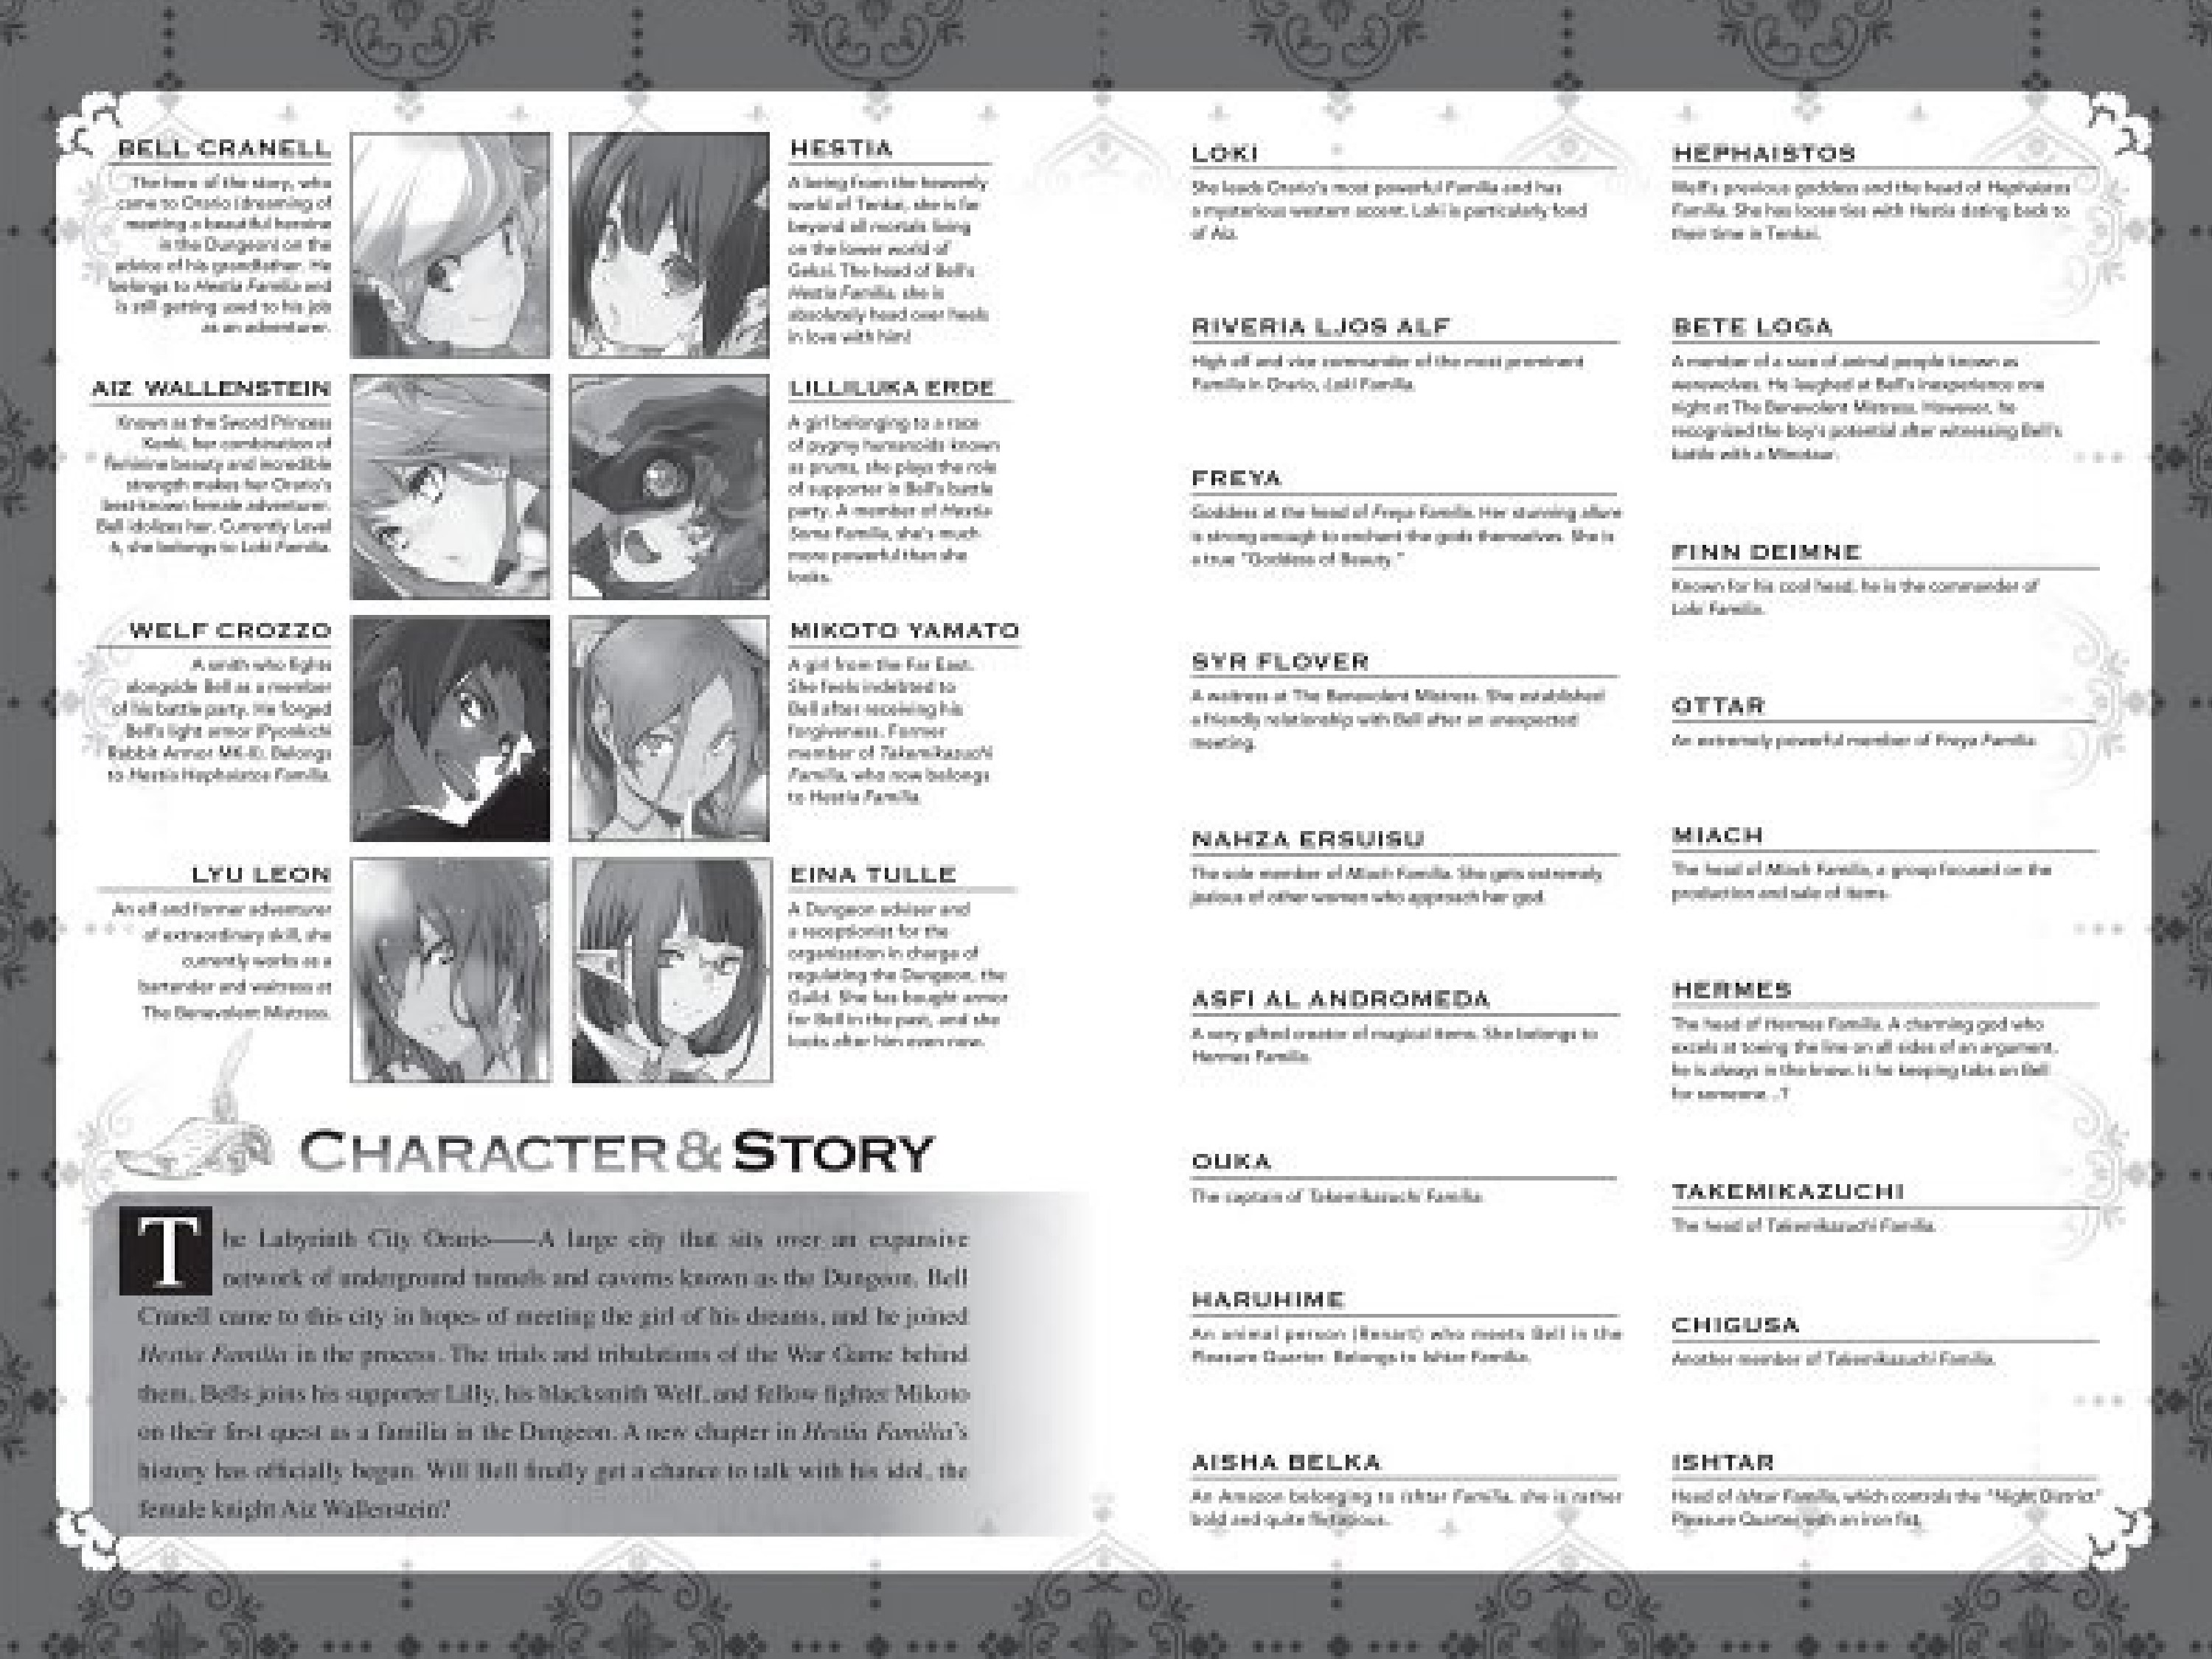 BELL CRANELL
The hero of the story, who
came to Orario (dreaming of
meeting a beautiful heroine
in the Dungeon) on the
advice of his grandfather. He
belongs to Hestia Familia and
is still getting used to his job
as an adventurer.
HESTIA
A being from the heavenly
world of Tenkai, she is far
beyond all mortals living
on the lower world of
Gekai. The head of Bell's
Hestia Familia, she is
absolutely head over heels
in love with him!
AIZ WALLENSTEIN
Known as the Sword Princess
Kenki, her combination of
feminine beauty and incredible
strength makes her Orario's
best-known female adventurer.
Bell idolizes her. Currently Level
6, she belongs to Loki Familia.
LILLILUKA ERDE
A girl belonging to a race
of pygmy humanoids known
as prums, she plays the role
of supporter in Bell's battle
party. A member of Hestia
Soma Familia, she's much
more powerful than she
looks.
WELF CROZZO
A smith who fights
alongside Bell as a member
of his battle party. He forged
Bell's light armor (Pyonkichi
Rabbit Armor MK-II). Belongs
to Hestia Hephaistos Familia.
MIKOTO YAMATO
A girl from the Far East.
She feels indebted to
Bell after receiving his
forgiveness. Former
member of Takemikazuchi
Familia, who now belongs
to Hestia Familia.
LYU LEON
An elf and former adventurer
of extraordinary skill, she
currently works as a
bartender and waitress at
The Benevolent Mistress.
EINA TULLE
A Dungeon adviser and
a receptionist for the
organization in charge of
regulating the Dungeon, the
Guild. She has bought armor
for Bell in the past, and she
looks after him even now.
CHARACTER & STORY
The Labyrinth City Orario——A large city that sits over an expansive
network of underground tunnels and caverns known as the Dungeon. Bell
Cranell came to this city in hopes of meeting the girl of his dreams, and he joined
Hestia Familia in the process. The trials and tribulations of the War Game behind
them, Bells joins his supporter Lilly, his blacksmith Welf, and fellow fighter Mikoto
on their first quest as a familia in the Dungeon. A new chapter in Hestia Familia's
history has officially begun. Will Bell finally get a chance to talk with his idol, the
female knight Aiz Wallenstein?
LOKI
She leads Orario's most powerful Familia and has
a mysterious western accent. Loki is particularly fond
of Aiz.
RIVERIA LJOS ALF
High elf and vice commander of the most prominent
Familia in Orario, Loki Familia.
FREYA
Goddess at the head of Freya Familia. Her stunning allure
is strong enough to enchant the gods themselves. She is
a true "Goddess of Beauty."
SYR FLOVER
A waitress at The Benevolent Mistress. She established
a friendly relationship with Bell after an unexpected
meeting.
NAHZA ERSUISU
The sole member of Miach Familia. She gets extremely
jealous of other women who approach her god.
ASFI AL ANDROMEDA
A very gifted creator of magical items. She belongs to
Hermes Familia.
OUKA
The captain of Takemikazuchi Familia.
HARUHIME
An animal person (Renart) who meets Bell in the
Pleasure Quarter. Belongs to Ishtar Familia.
AISHA BELKA
An Amazon belonging to Ishtar Familia, she is rather
bold and quite flirtatious.
HEPHAISTOS
Welf's previous goddess and the head of Hephaistos
Familia. She has loose ties with Hestia dating back to
their time in Tenkai.
BETE LOGA
A member of a race of animal people known as
werewolves. He laughed at Bell's inexperience one
night at The Benevolent Mistress. However, he
recognized the boy's potential after witnessing Bell's
battle with a Minotaur.
FINN DEIMNE
Known for his cool head, he is the commander of
Loki Familia.
OTTAR
An extremely powerful member of Freya Familia.
MIACH
The head of Miach Familia, a group focused on the
production and sale of items.
HERMES
The head of Hermes Familia. A charming god who
excels at towing the line on all sides of an argument,
he is always in the know. Is he keeping tabs on Bell
for someone...?
TAKEMIKAZUCHI
The head of Takemikazuchi Familia.
CHIGUSA
Another member of Takemikazuchi Familia.
ISHTAR
Head of Ishtar Familia, which controls the "Night District"
Pleasure Quarter with an iron fist.